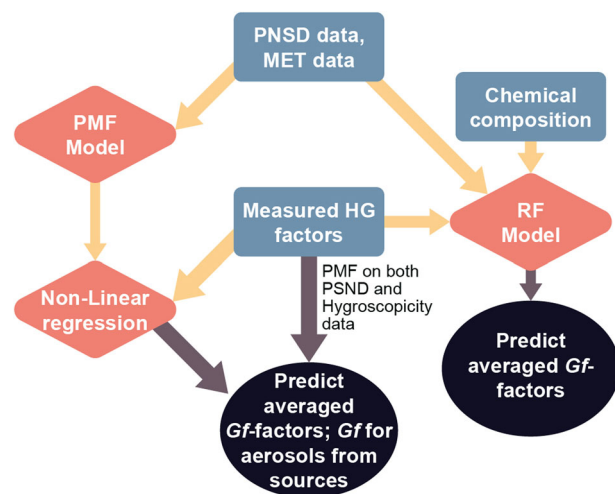 PNSD data,
MET data
PMF
Model
Chemical
composition
Measured HG
factors
RF
Model
PMF on both
PSND and
Hygroscopicity
data
Non-Linear
regression
Predict
averaged Gf-
factors
Predict
averaged
Gf-factors; Gf for
aerosols from
sources